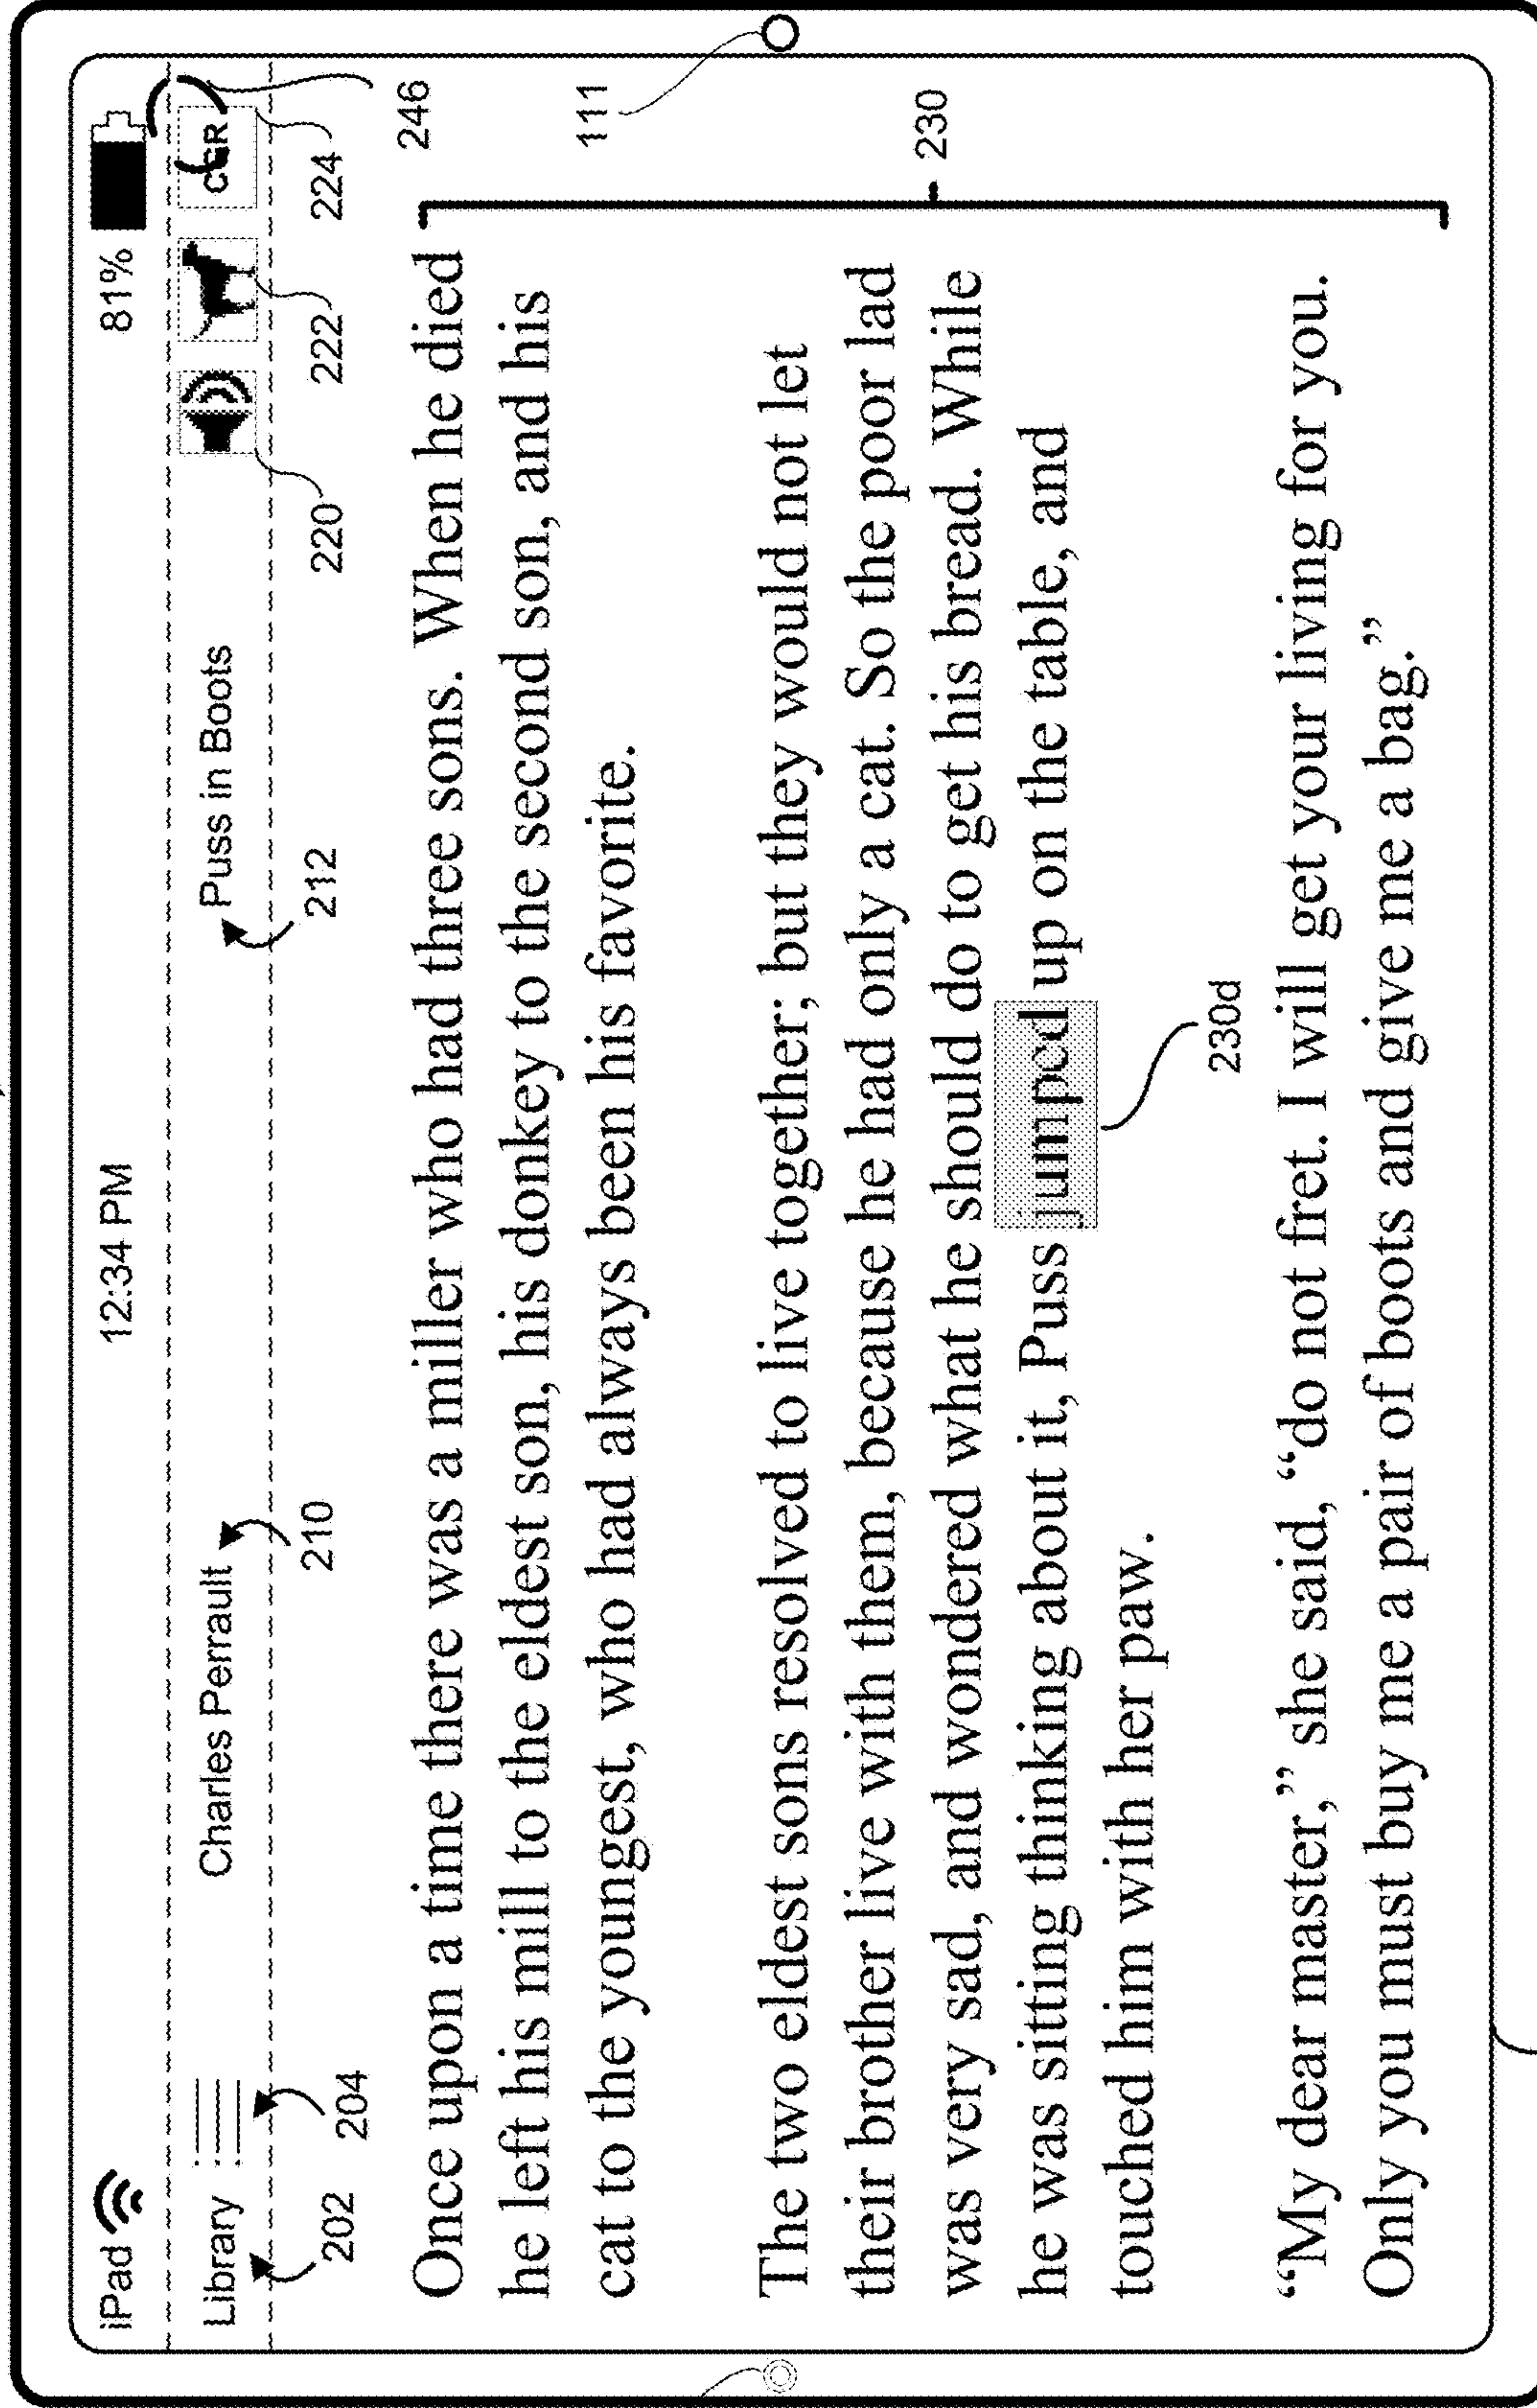 iPad 12:34 PM 81%
Library Charles Perrault Puss in Boots
202 204 210 212 220 222 224 246
Once upon a time there was a miller who had three sons. When he died
he left his mill to the eldest son, his donkey to the second son, and his
cat to the youngest, who had always been his favorite.
111
The two eldest sons resolved to live together; but they would not let
their brother live with them, because he had only a cat. So the poor lad
was very sad, and wondered what he should do to get his bread. While
230
he was sitting thinking about it, Puss jumped up on the table, and
touched him with her paw.
230d
“My dear master,” she said, “do not fret. I will get your living for you.
Only you must buy me a pair of boots and give me a bag.”